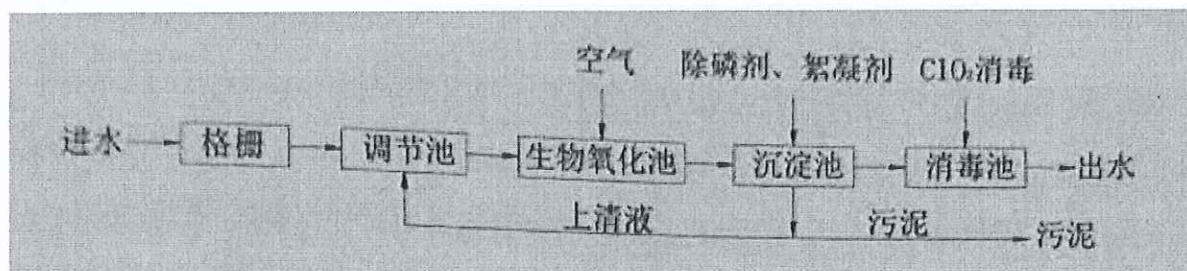 空气 除磷剂、絮凝剂 ClO₂消毒
进水 格栅 调节池 生物氧化池 沉淀池 消毒池 出水
上清液 污泥 污泥